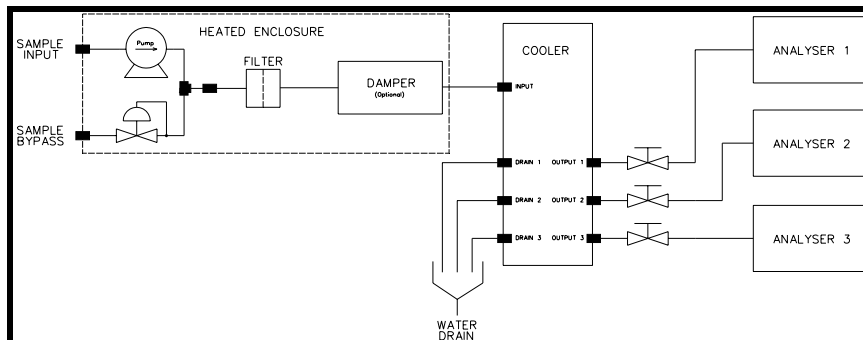 SAMPLE
INPUT
Pump
HEATED ENCLOSURE
FILTER
DAMPER
(Optional)
SAMPLE
BYPASS
COOLER
INPUT
DRAIN 1
OUTPUT 1
DRAIN 2
OUTPUT 2
DRAIN 3
OUTPUT 3
ANALYSER 1
ANALYSER 2
ANALYSER 3
WATER
DRAIN